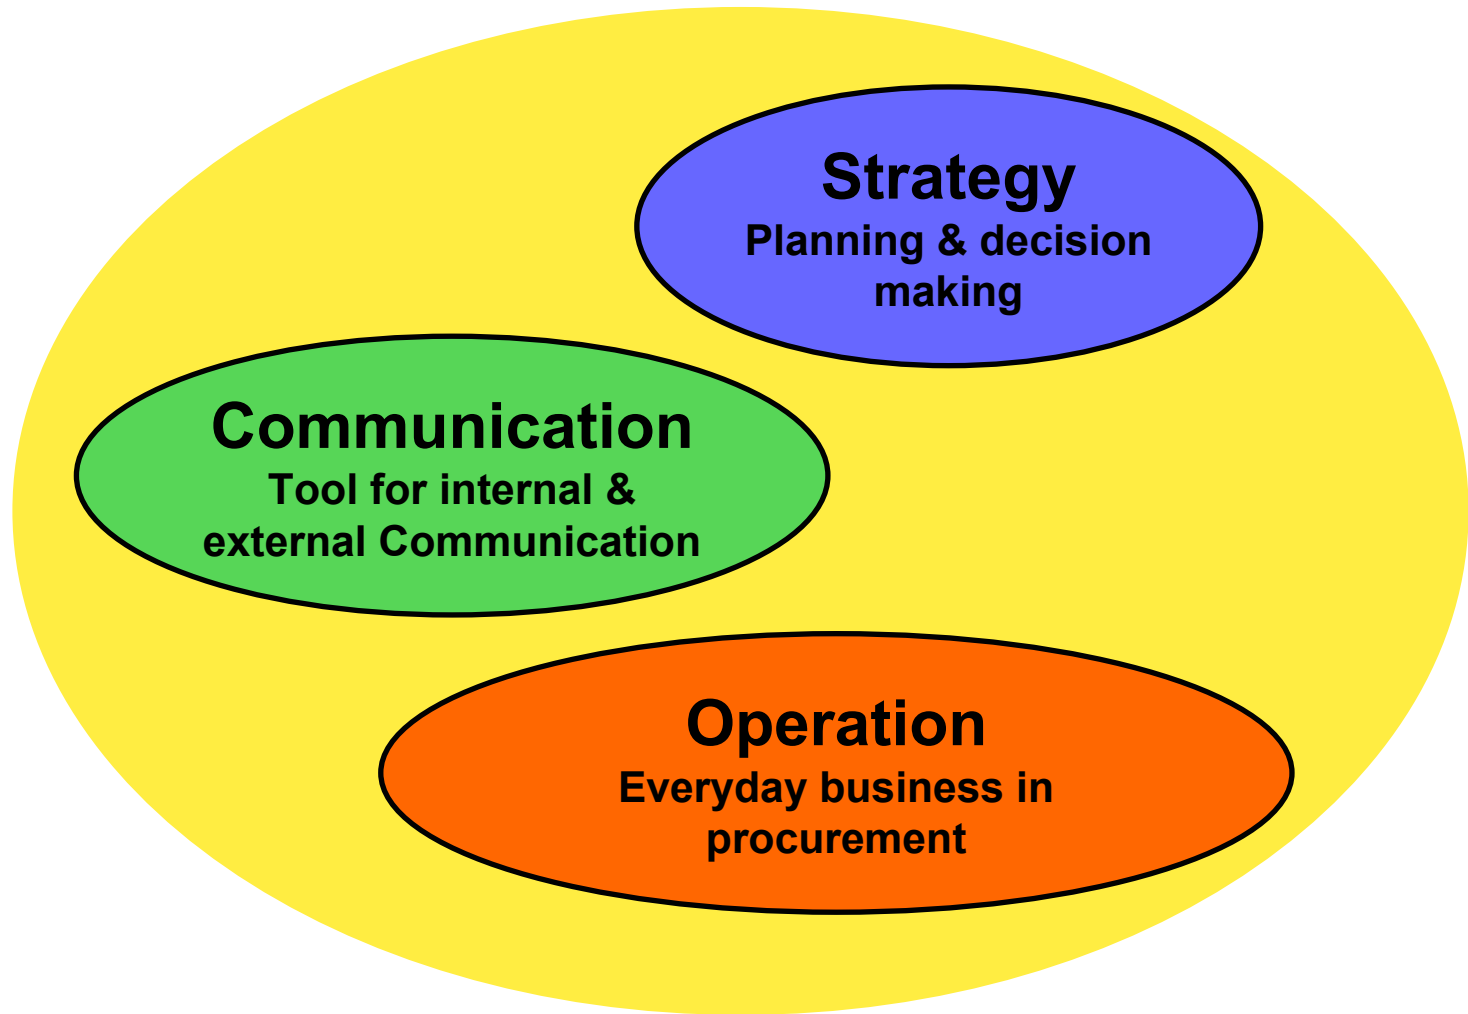 Strategy
Planning & decision
making
Communication
Tool for internal &
external Communication
Operation
Everyday business in
procurement